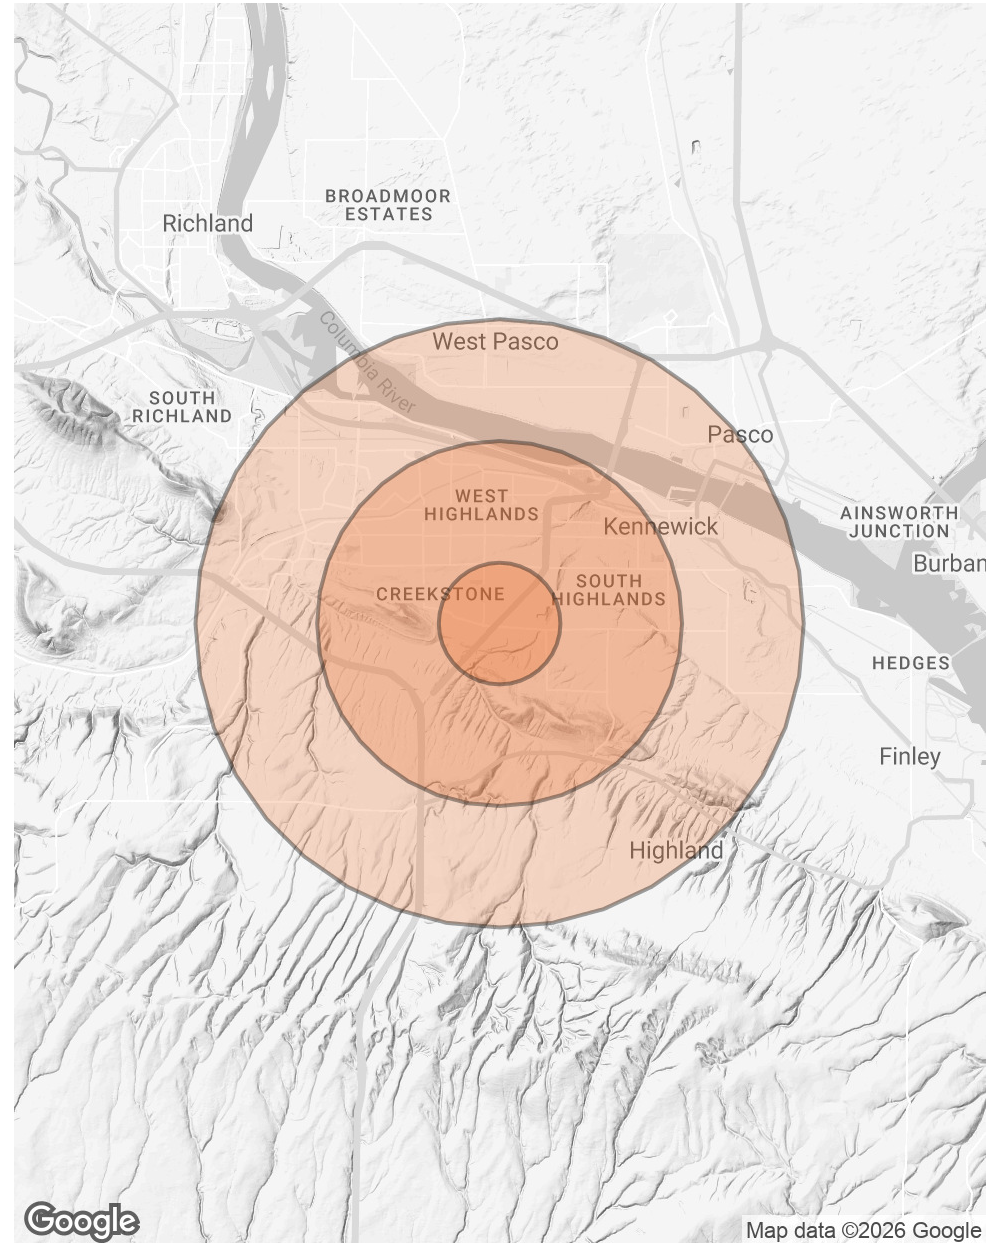 BROADMOOR
ESTATES
Richland
Columbia River
West Pasco
SOUTH
RICHLAND
Pasco
WEST
HIGHLANDS
Kennewick
AINSWORTH
JUNCTION
Burban
CREEKSTONE
SOUTH
HIGHLANDS
HEDGES
Finley
Highland
Google
Map data ©2026 Google